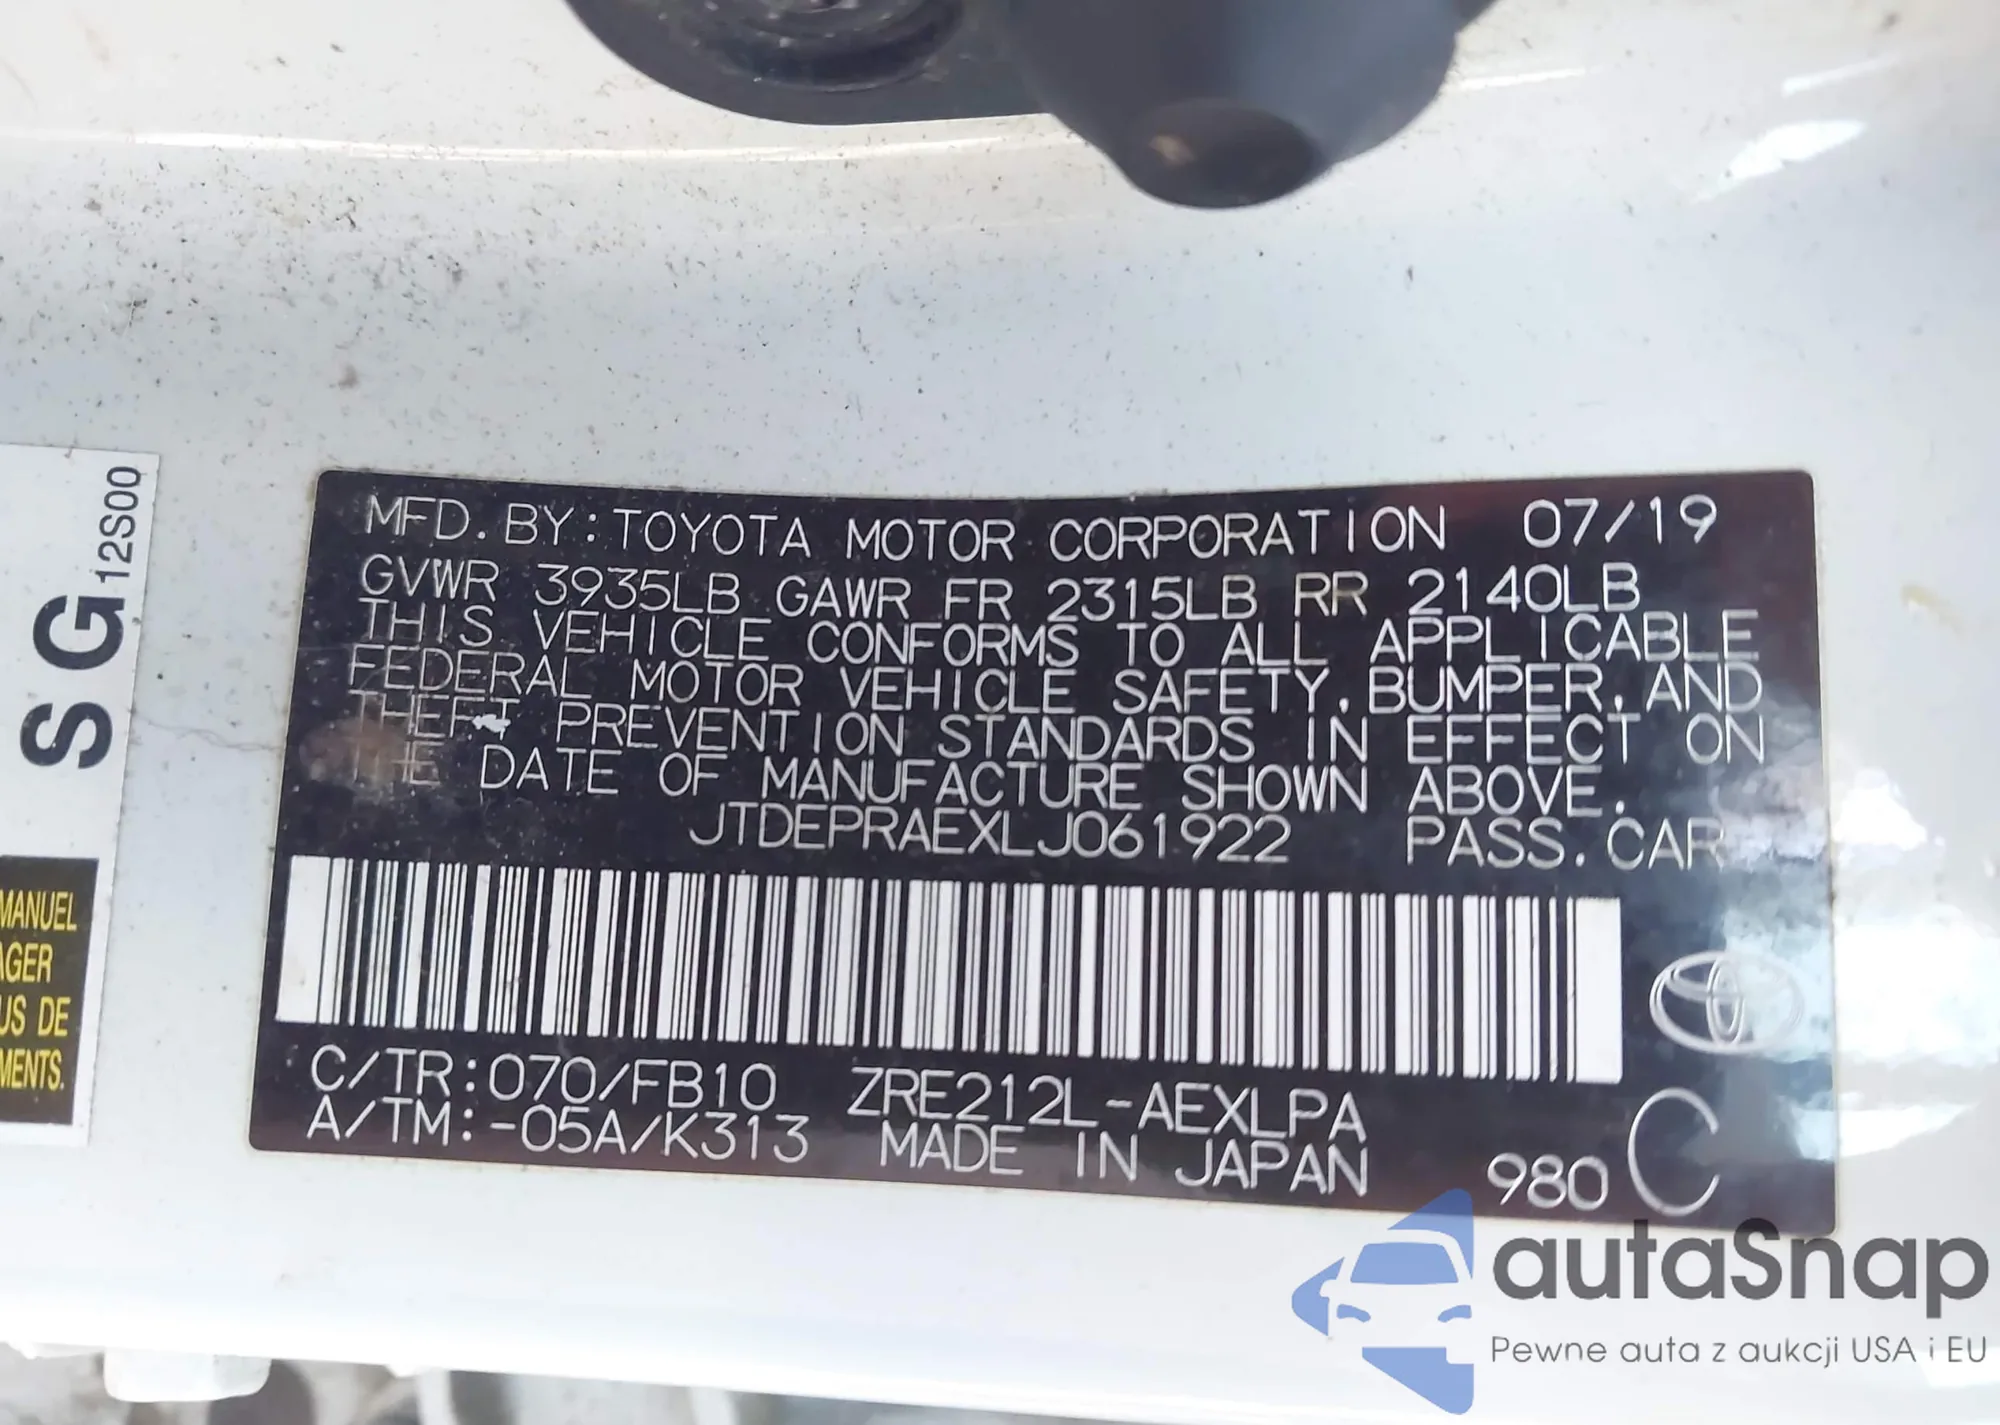 MFD. BY:TOYOTA MOTOR CORPORATION 07/19
GVWR 3935LB GAWR FR 2315LB RR 2140LB
THIS VEHICLE CONFORMS TO ALL APPLICABLE
FEDERAL MOTOR VEHICLE SAFETY, BUMPER, AND
THEFT PREVENTION STANDARDS IN EFFECT ON
THE DATE OF MANUFACTURE SHOWN ABOVE.
JTDEPRAEXLJ061922 PASS. CAR
C/TR:070/FB10 ZRE212L-AEXLPA
A/TM:-05A/K313 MADE IN JAPAN 980 C
SG 12S00
MANUEL
AGER
US DE
MENTS.
autaSnap
Pewne auta z aukcji USA i EU